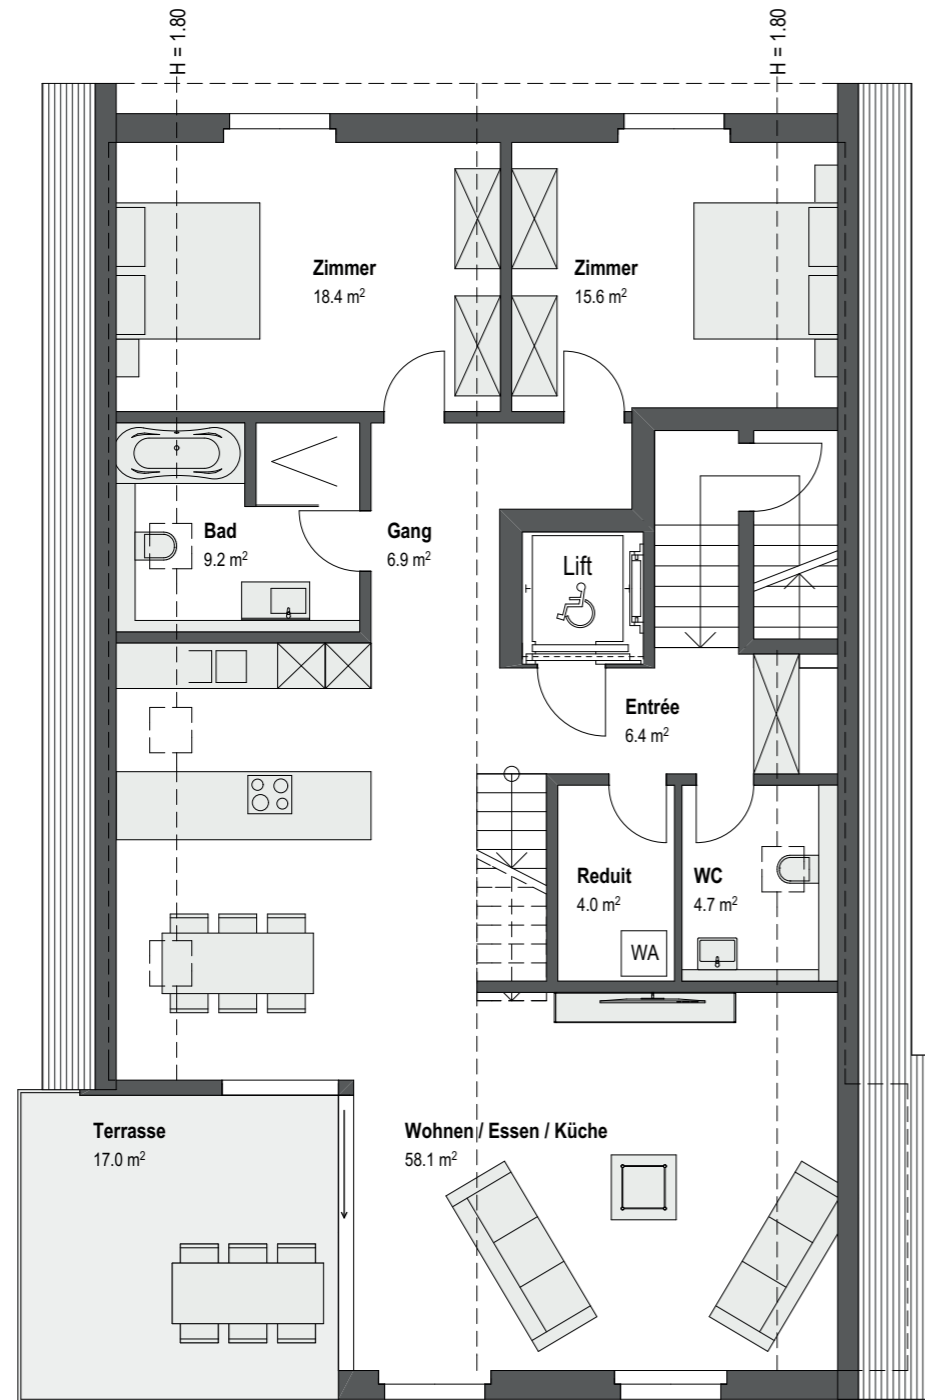 H = 1.80
H = 1.80
Zimmer
18.4 m²
Zimmer
15.6 m²
Bad
9.2 m²
Gang
6.9 m²
Lift
Entrée
6.4 m²
Reduit
4.0 m²
WC
4.7 m²
WA
Terrasse
17.0 m²
Wohnen / Essen / Küche
58.1 m²